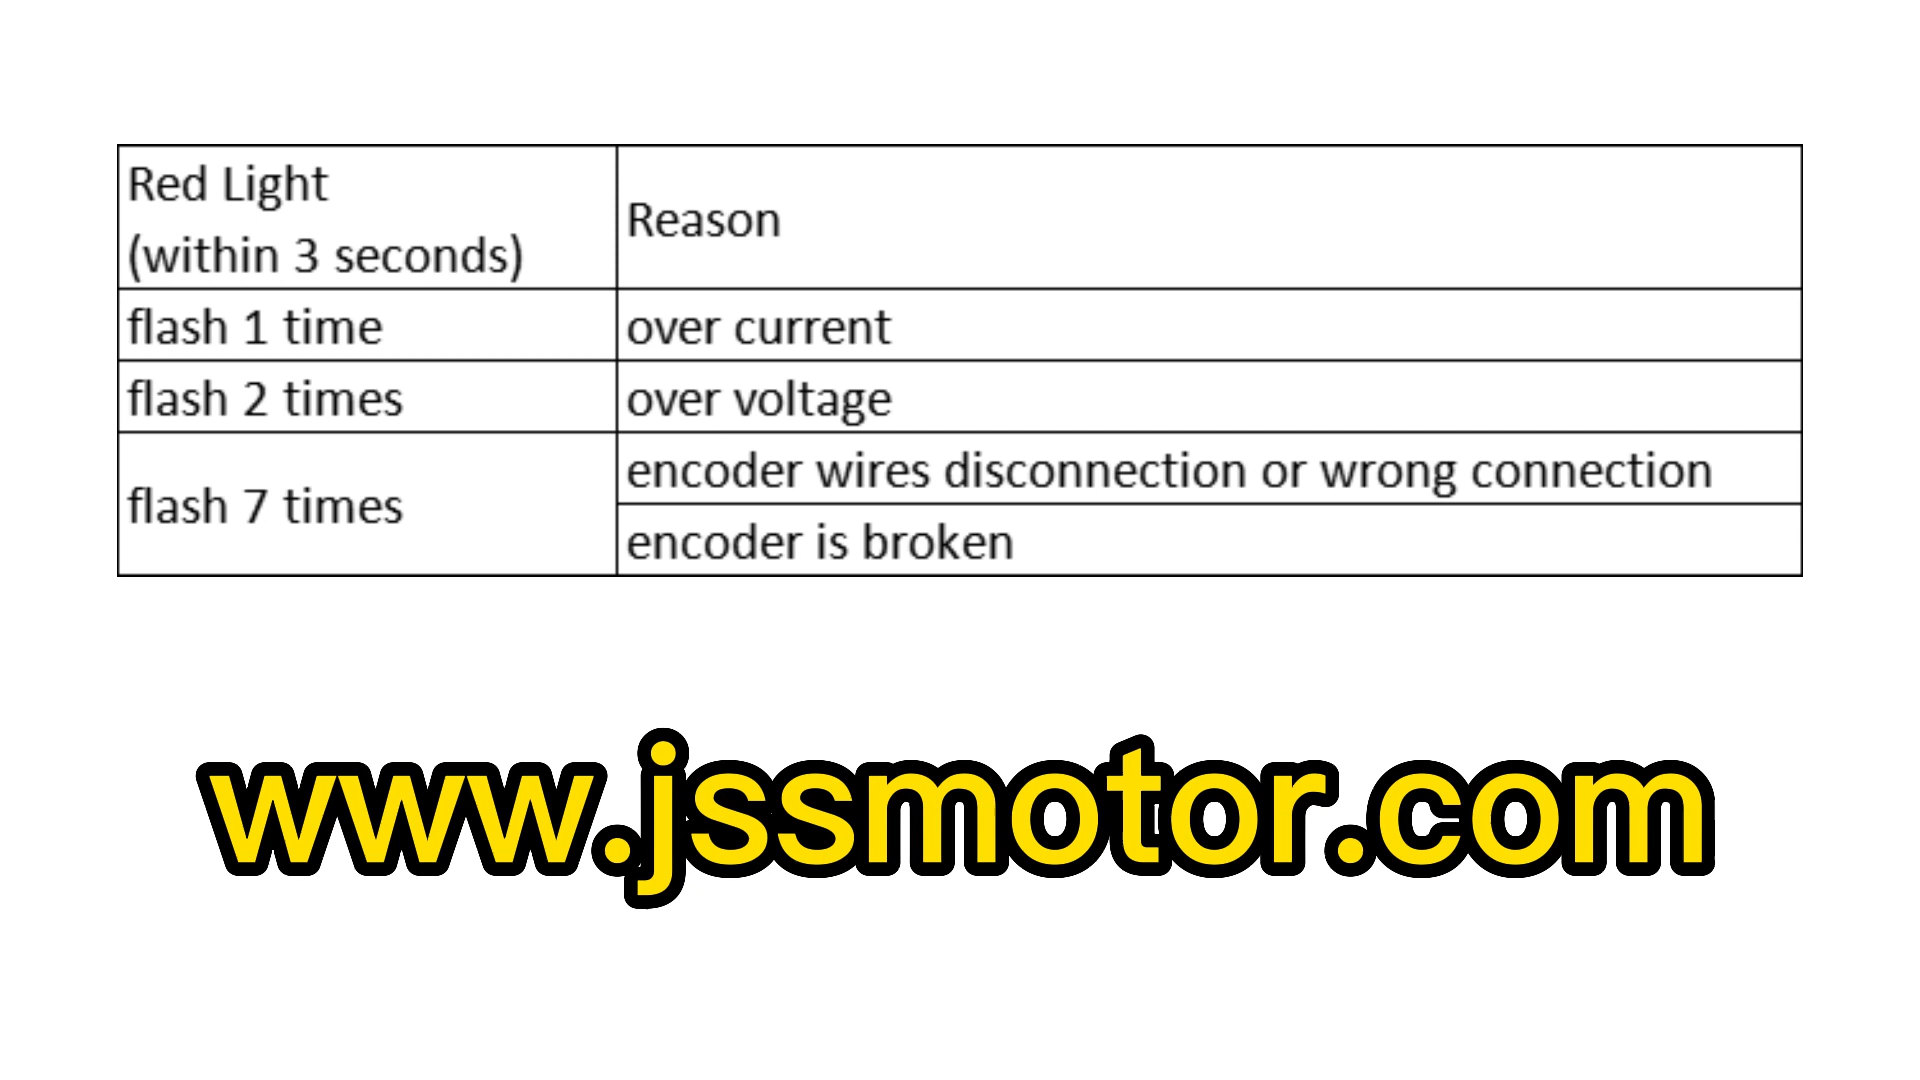 Red Light
(within 3 seconds)
Reason
flash 1 time
over current
flash 2 times
over voltage
flash 7 times
encoder wires disconnection or wrong connection
encoder is broken
www.jssmotor.com